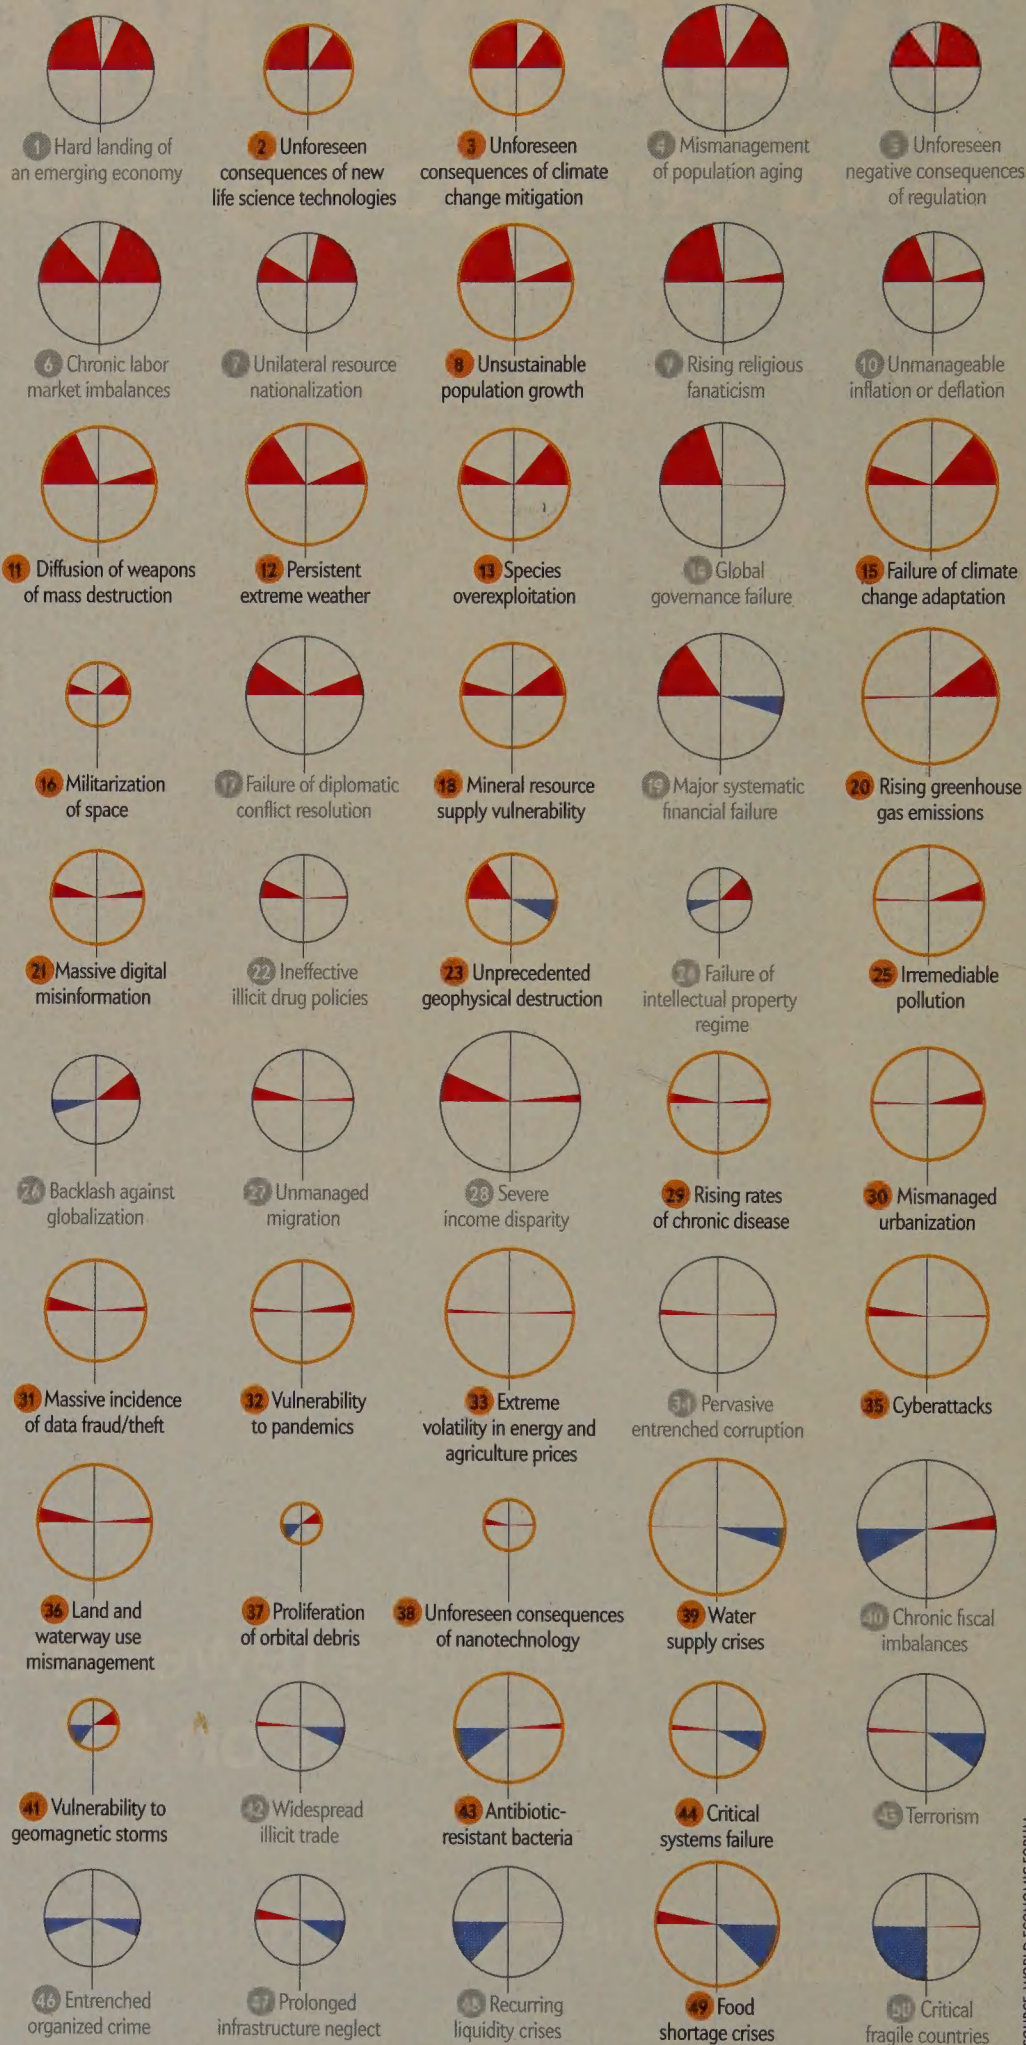 1 Hard landing of
an emerging economy
2 Unforeseen
consequences of new
life science technologies
3 Unforeseen
consequences of climate
change mitigation
4 Mismanagement
of population aging
5 Unforeseen
negative consequences
of regulation
6 Chronic labor
market imbalances
7 Unilateral resource
nationalization
8 Unsustainable
population growth
9 Rising religious
fanaticism
10 Unmanageable
inflation or deflation
11 Diffusion of weapons
of mass destruction
12 Persistent
extreme weather
13 Species
overexploitation
14 Global
governance failure
15 Failure of climate
change adaptation
16 Militarization
of space
17 Failure of diplomatic
conflict resolution
18 Mineral resource
supply vulnerability
19 Major systematic
financial failure
20 Rising greenhouse
gas emissions
21 Massive digital
misinformation
22 Ineffective
illicit drug policies
23 Unprecedented
geophysical destruction
24 Failure of
intellectual property
regime
25 Irremediable
pollution
26 Backlash against
globalization
27 Unmanaged
migration
28 Severe
income disparity
29 Rising rates
of chronic disease
30 Mismanaged
urbanization
31 Massive incidence
of data fraud/theft
32 Vulnerability
to pandemics
33 Extreme
volatility in energy and
agriculture prices
34 Pervasive
entrenched corruption
35 Cyberattacks
36 Land and
waterway use
mismanagement
37 Proliferation
of orbital debris
38 Unforeseen consequences
of nanotechnology
39 Water
supply crises
40 Chronic fiscal
imbalances
41 Vulnerability to
geomagnetic storms
42 Widespread
illicit trade
43 Antibiotic-
resistant bacteria
44 Critical
systems failure
45 Terrorism
46 Entrenched
organized crime
47 Prolonged
infrastructure neglect
48 Recurring
liquidity crises
49 Food
shortage crises
50 Critical
fragile countries
SOURCE: WORLD ECONOMIC FORUM